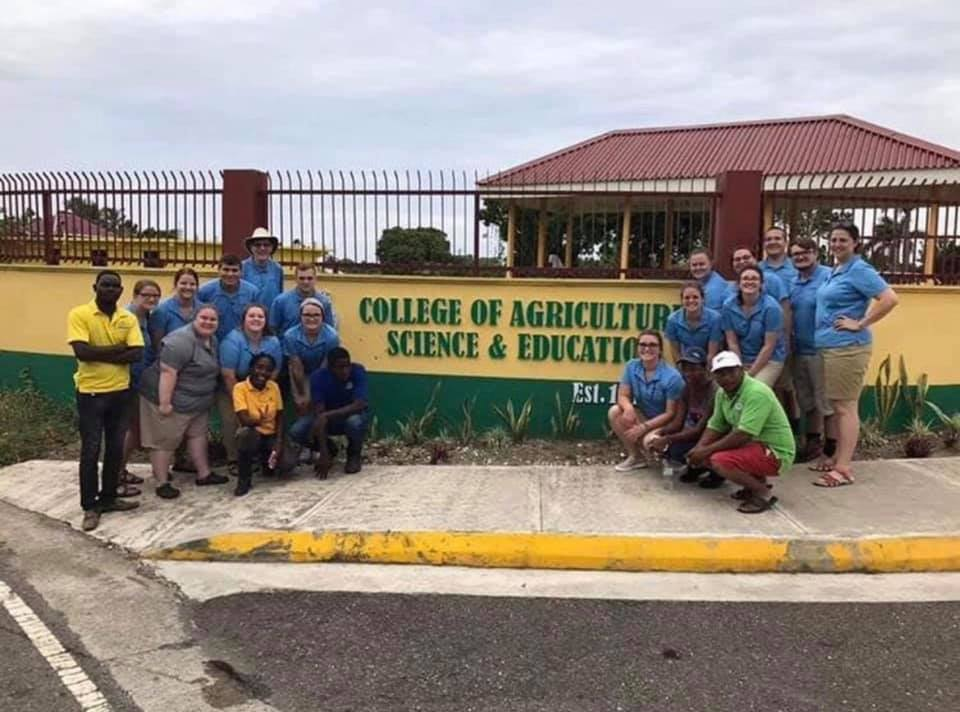 COLLEGE OF AGRICULTUR
SCIENCE & EDUCATIO
Est. 1